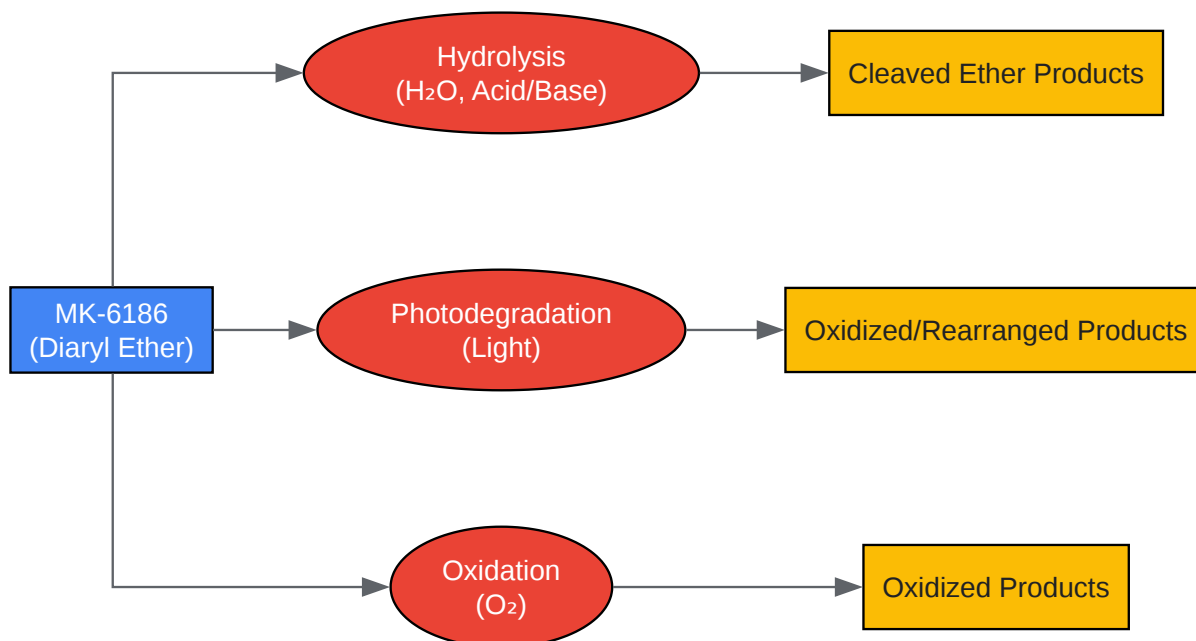 Hydrolysis
(H₂O, Acid/Base)
Cleaved Ether Products
MK-6186
(Diaryl Ether)
Photodegradation
(Light)
Oxidized/Rearranged Products
Oxidation
(O₂)
Oxidized Products